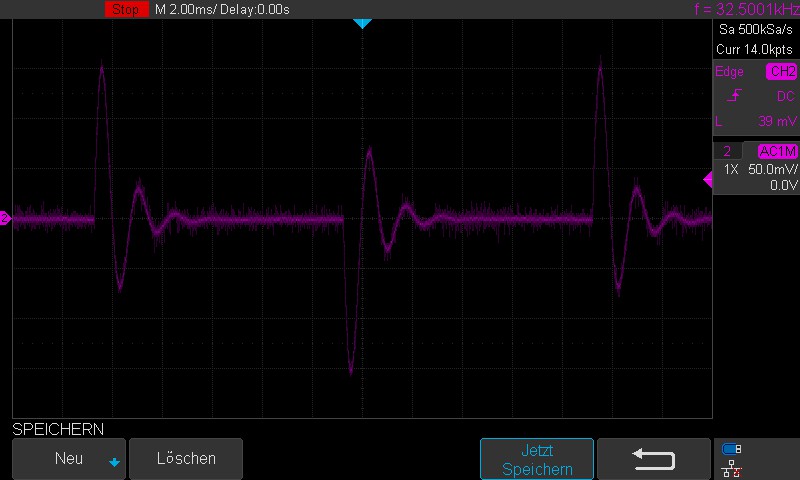 Stop M 2.00ms/ Delay:0.00s f = 32.5001kHz
Sa 500kSa/s
Curr 14.0kpts
Edge CH2
DC
L 39 mV
2 AC1M
1X 50.0mV/
0.0V
2
SPEICHERN
Neu Löschen Jetzt
Speichern